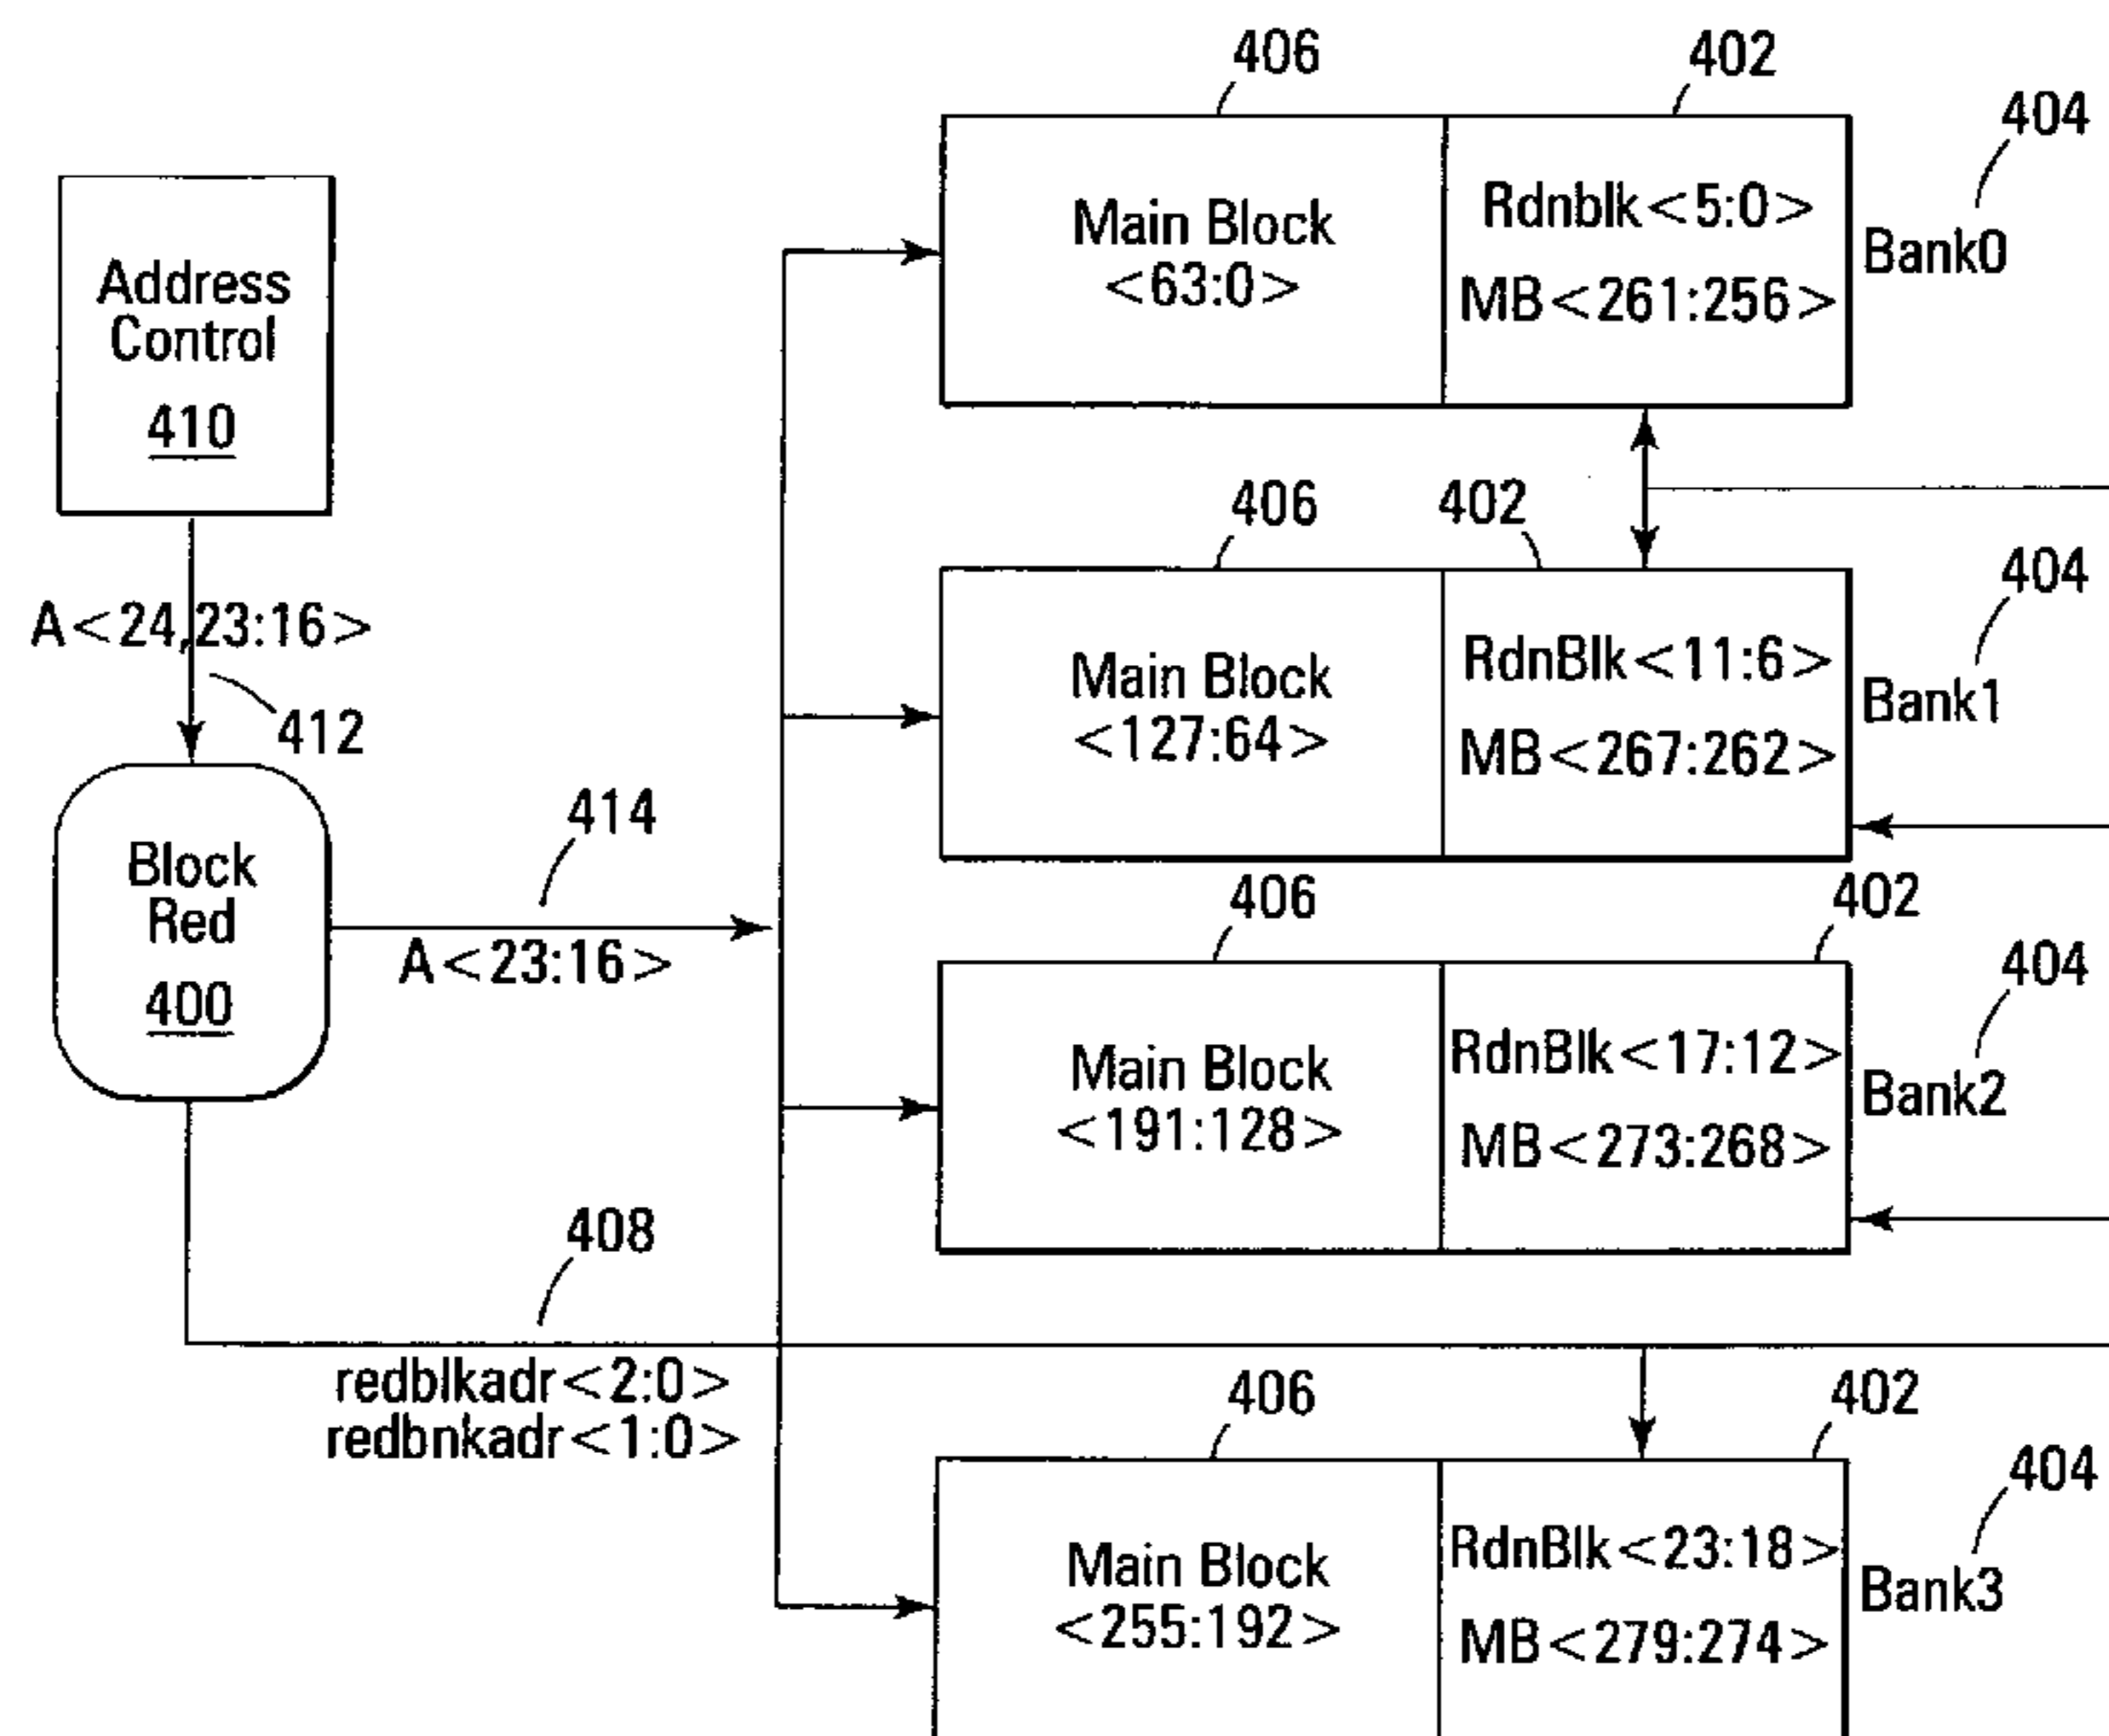 406
402
404
Address
Control
410
Main Block
<63:0>
Rdnblk<5:0>
MB<261:256>
Bank0
A<24,23:16>
412
406
402
404
Main Block
<127:64>
RdnBlk<11:6>
MB<267:262>
Bank1
Block
Red
400
414
A<23:16>
406
402
404
Main Block
<191:128>
RdnBlk<17:12>
MB<273:268>
Bank2
408
redblkadr<2:0>
redbnkadr<1:0>
406
402
404
Main Block
<255:192>
RdnBlk<23:18>
MB<279:274>
Bank3